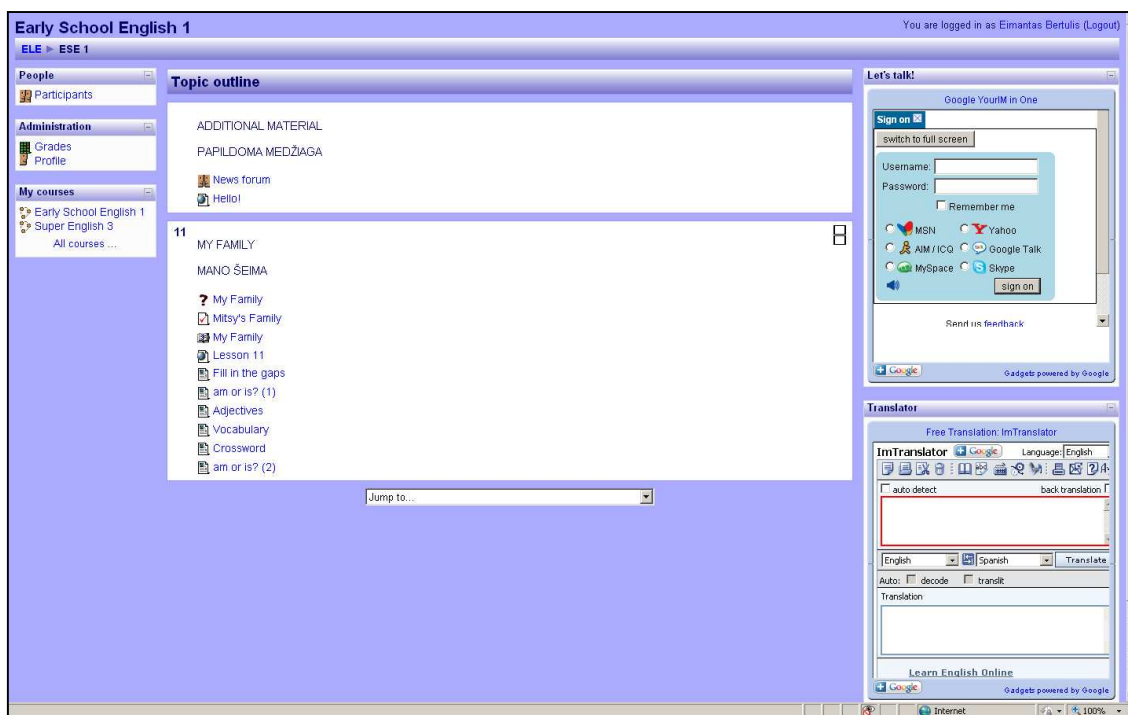 Early School English 1
You are logged in as Eimantas Bertulis (Logout)
ELE ► ESE 1
People
Participants
Administration
Grades
Profile
My courses
Early School English 1
Super English 3
All courses ...
Topic outline
ADDITIONAL MATERIAL
PAPILDOMA MEDŽIAGA
News forum
Hello!
11
MY FAMILY
MANO ŠEIMA
My Family
Mitsy's Family
My Family
Lesson 11
Fill in the gaps
am or is? (1)
Adjectives
Vocabulary
Crossword
am or is? (2)
Jump to...
Let's talk!
Google YourIM in One
Sign on
switch to full screen
Username:
Password:
Remember me
MSN Yahoo
AIM / ICQ Google Talk
MySpace Skype
sign on
Send us feedback
Google Gadgets powered by Google
Translator
Free Translation: ImTranslator
ImTranslator Google Language: English
auto detect back translation
English Spanish Translate
Auto: decode translit
Translation
Learn English Online
Google Gadgets powered by Google
Internet 100%